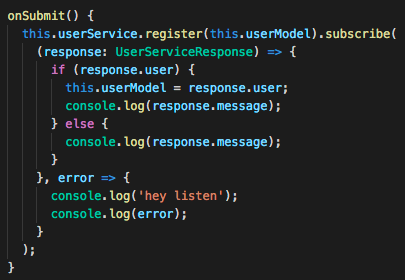 onSubmit() {
  this.userService.register(this.userModel).subscribe(
    (response: UserServiceResponse) => {
      if (response.user) {
        this.userModel = response.user;
        console.log(response.message);
      } else {
        console.log(response.message);
      }
    }, error => {
      console.log('hey listen');
      console.log(error);
    }
  );
}